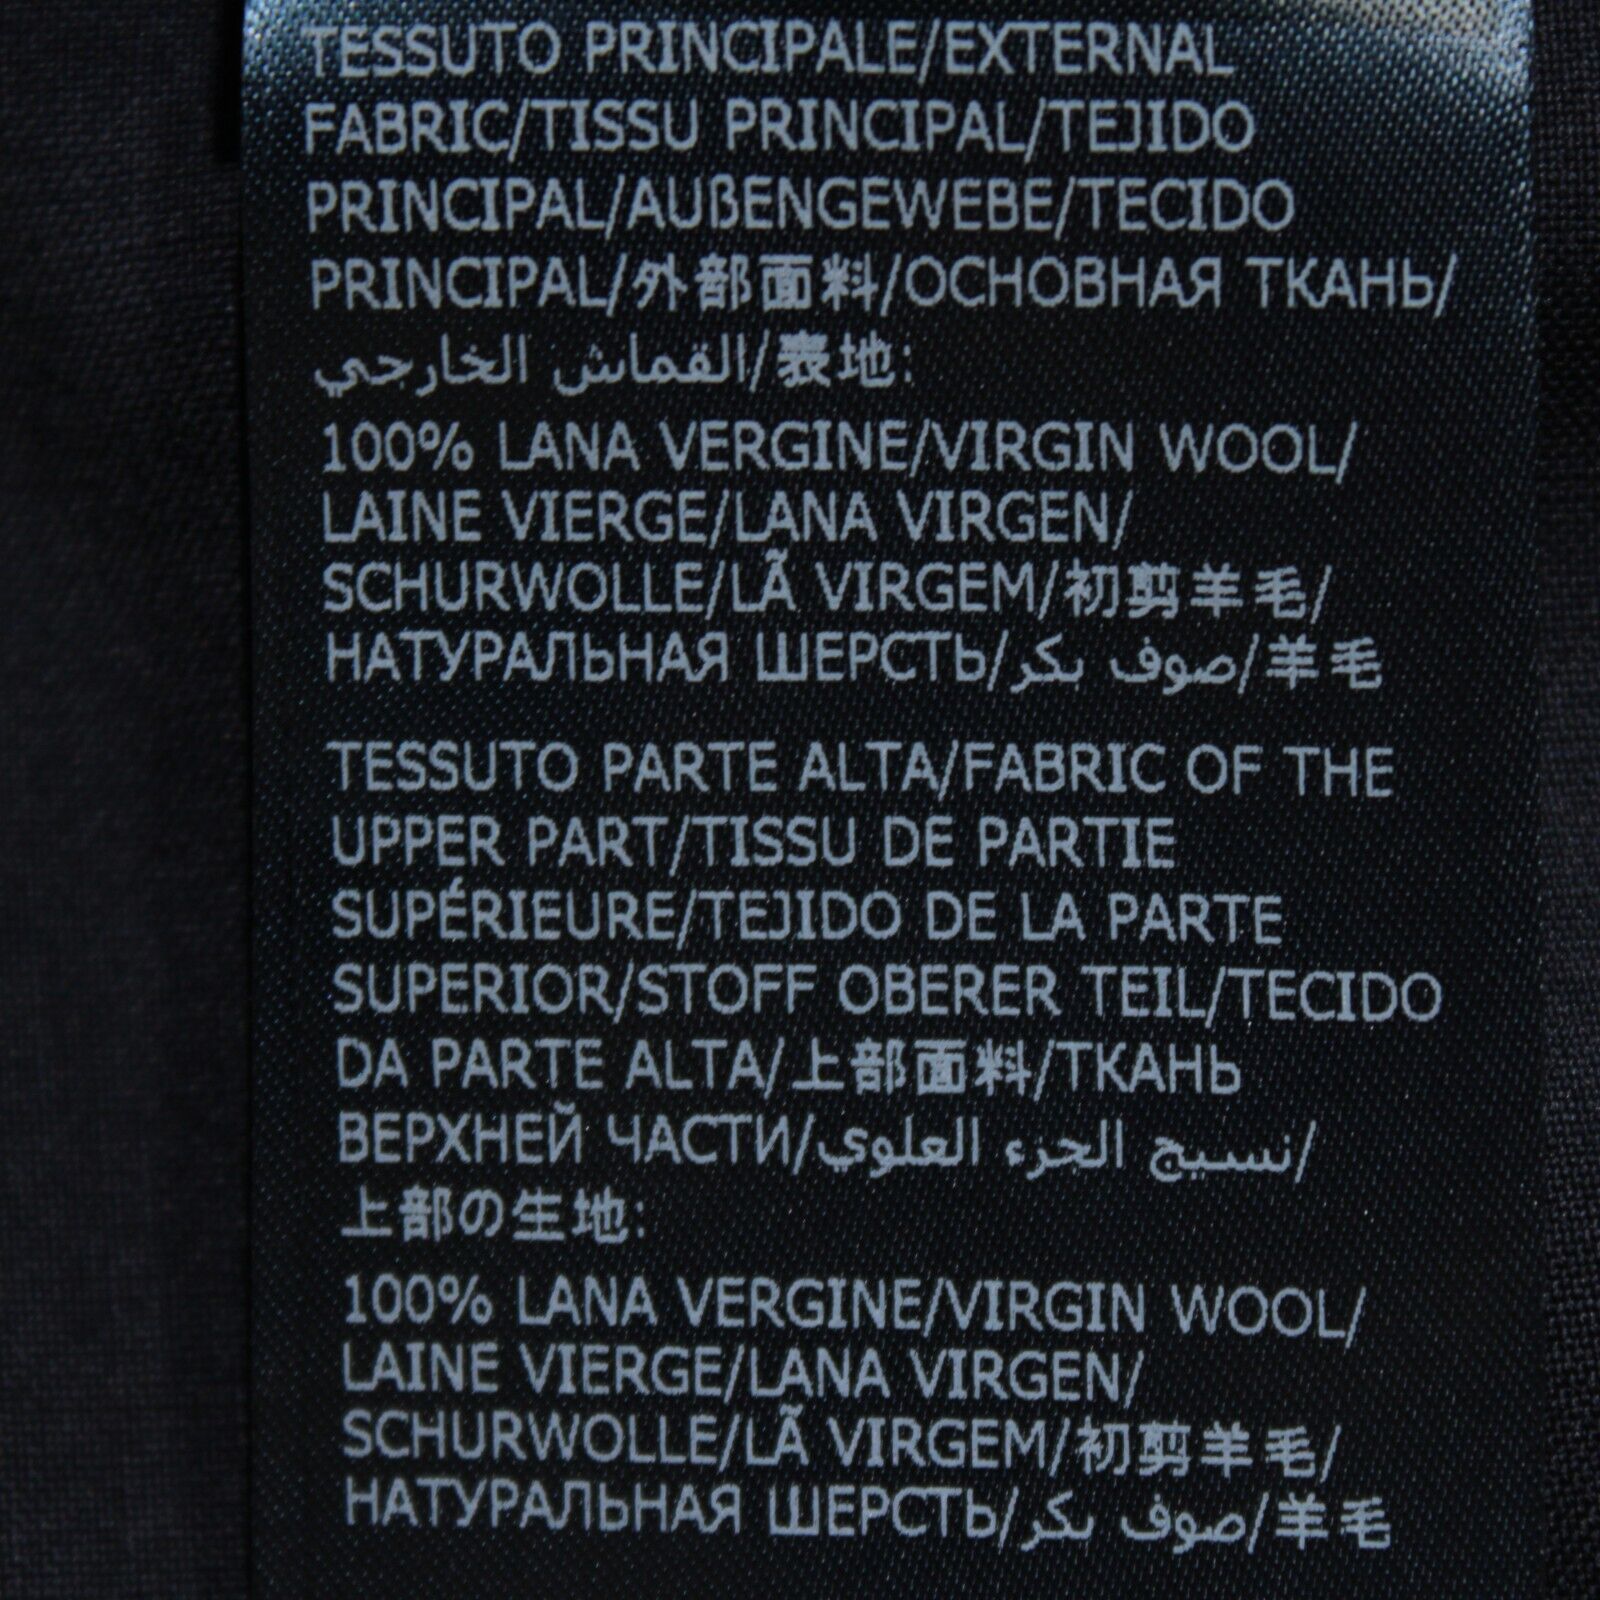 TESSUTO PRINCIPALE/EXTERNAL
FABRIC/TISSU PRINCIPAL/TEJIDO
PRINCIPAL/AUßENGEWEBE/TECIDO
PRINCIPAL/外部面料/ОСНОВНАЯ ТКАНЬ/
القماش الخارجي/表地:
100% LANA VERGINE/VIRGIN WOOL/
LAINE VIERGE/LANA VIRGEN/
SCHURWOLLE/LÃ VIRGEM/初剪羊毛/
НАТУРАЛЬНАЯ ШЕРСТЬ/صوف بكر/羊毛
TESSUTO PARTE ALTA/FABRIC OF THE
UPPER PART/TISSU DE PARTIE
SUPÉRIEURE/TEJIDO DE LA PARTE
SUPERIOR/STOFF OBERER TEIL/TECIDO
DA PARTE ALTA/上部面料/ТКАНЬ
ВЕРХНЕЙ ЧАСТИ/نسيج الجزء العلوي/
上部の生地:
100% LANA VERGINE/VIRGIN WOOL/
LAINE VIERGE/LANA VIRGEN/
SCHURWOLLE/LÃ VIRGEM/初剪羊毛/
НАТУРАЛЬНАЯ ШЕРСТЬ/صوف بكر/羊毛